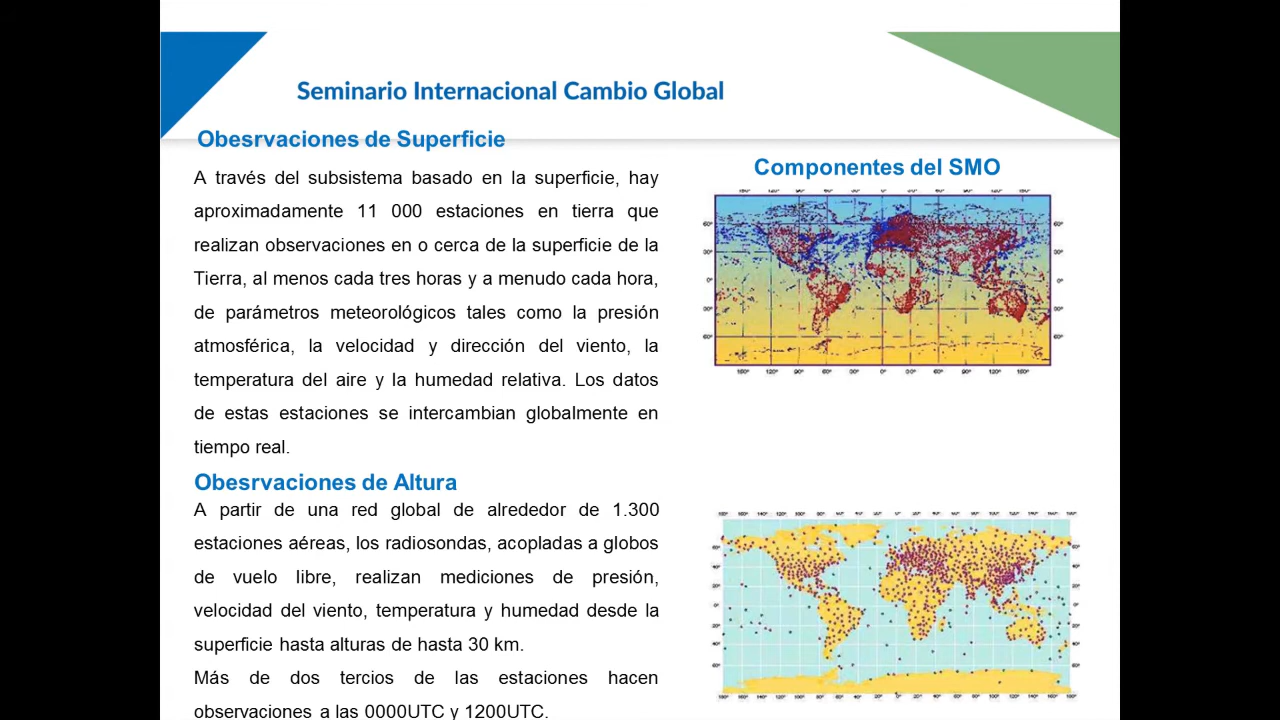 Seminario Internacional Cambio Global
Obesrvaciones de Superficie
A través del subsistema basado en la superficie, hay
aproximadamente 11 000 estaciones en tierra que
realizan observaciones en o cerca de la superficie de la
Tierra, al menos cada tres horas y a menudo cada hora,
de parámetros meteorológicos tales como la presión
atmosférica, la velocidad y dirección del viento, la
temperatura del aire y la humedad relativa. Los datos
de estas estaciones se intercambian globalmente en
tiempo real.
Obesrvaciones de Altura
A partir de una red global de alrededor de 1.300
estaciones aéreas, los radiosondas, acopladas a globos
de vuelo libre, realizan mediciones de presión,
velocidad del viento, temperatura y humedad desde la
superficie hasta alturas de hasta 30 km.
Más de dos tercios de las estaciones hacen
observaciones a las 0000UTC y 1200UTC.
Componentes del SMO